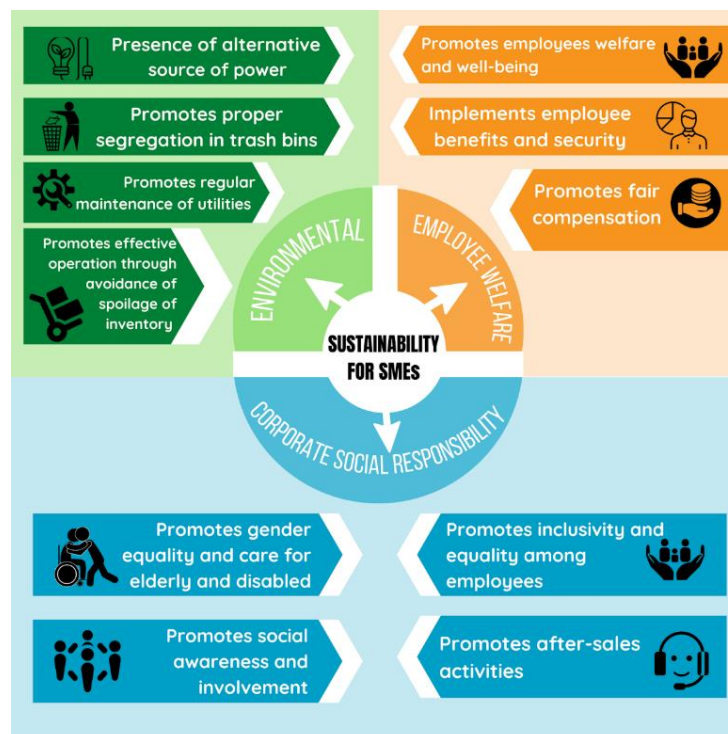 Presence of alternative
source of power
Promotes proper
segregation in trash bins
Promotes regular
maintenance of utilities
Promotes effective
operation through
avoidance of
spoilage of
inventory
Promotes employees welfare
and well-being
Implements employee
benefits and security
Promotes fair
compensation
ENVIRONMENTAL
EMPLOYEE WELFARE
SUSTAINABILITY
FOR SMEs
CORPORATE SOCIAL RESPONSIBILITY
Promotes gender
equality and care for
elderly and disabled
Promotes inclusivity and
equality among
employees
Promotes social
awareness and
involvement
Promotes after-sales
activities